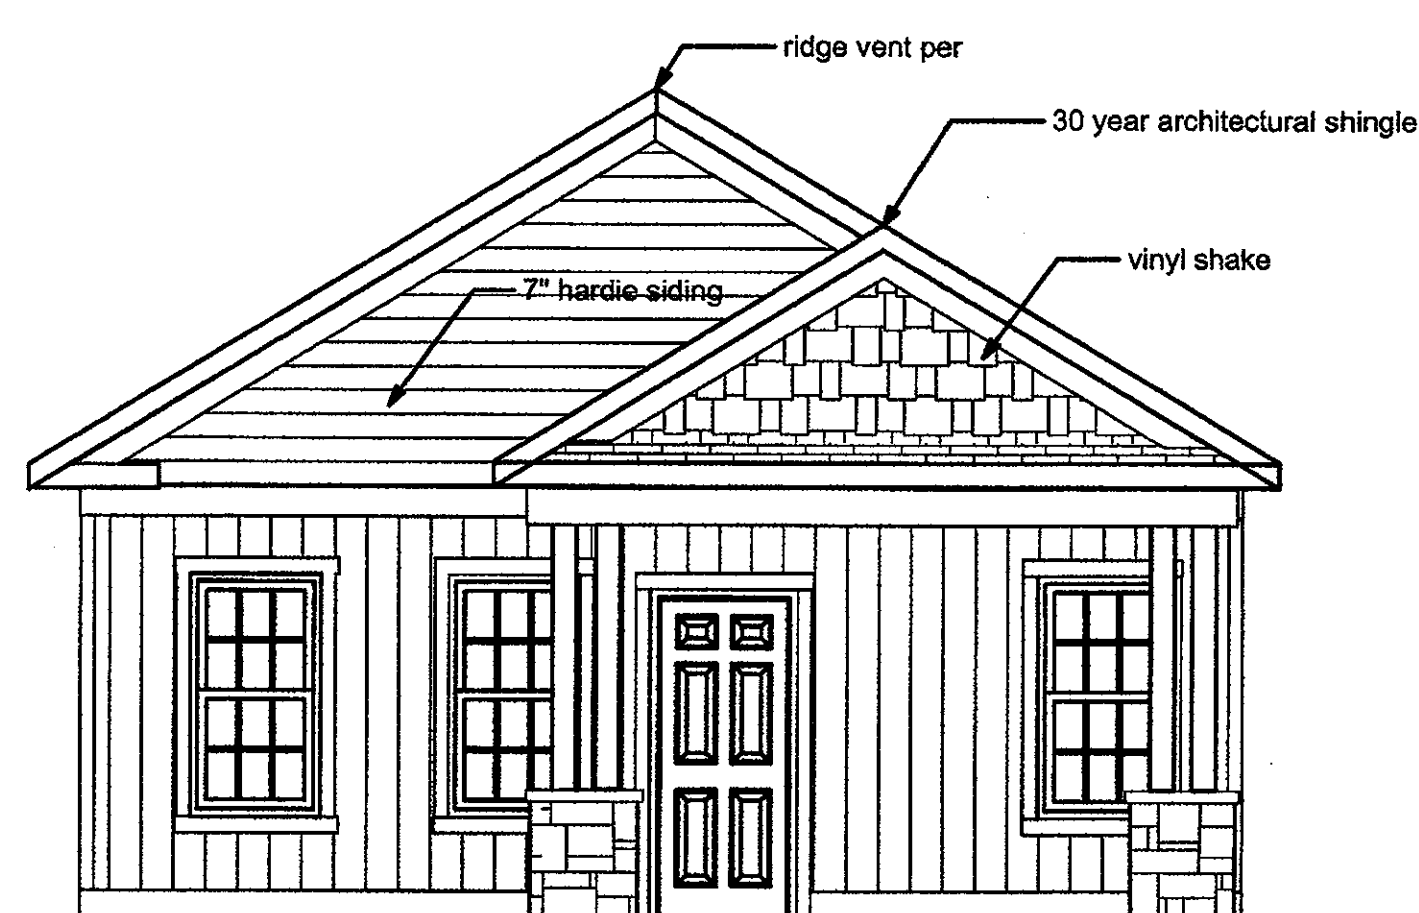 ridge vent per
30 year architectural shingle
vinyl shake
7" hardie siding